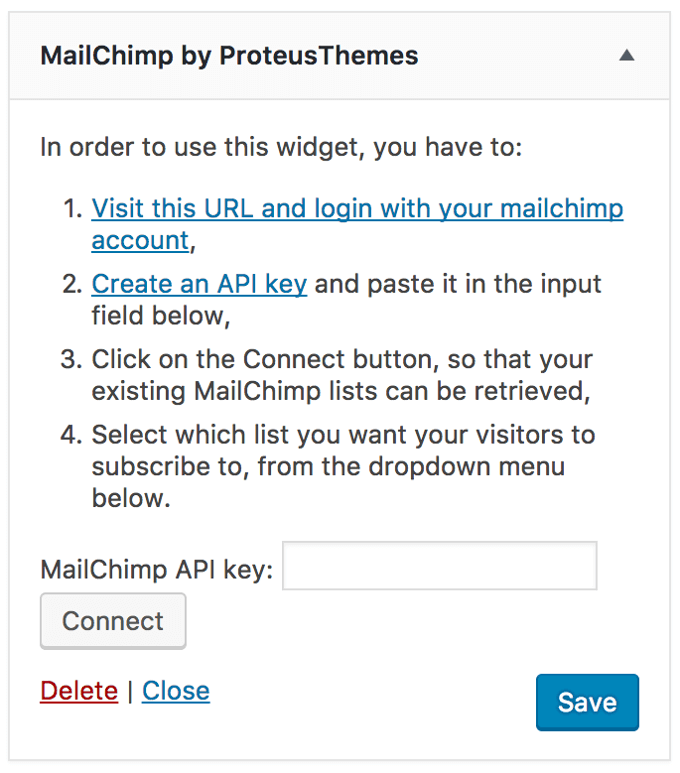 MailChimp by ProteusThemes
In order to use this widget, you have to:
1. Visit this URL and login with your mailchimp
account,
2. Create an API key and paste it in the input
field below,
3. Click on the Connect button, so that your
existing MailChimp lists can be retrieved,
4. Select which list you want your visitors to
subscribe to, from the dropdown menu
below.
MailChimp API key:
Connect
Delete | Close
Save